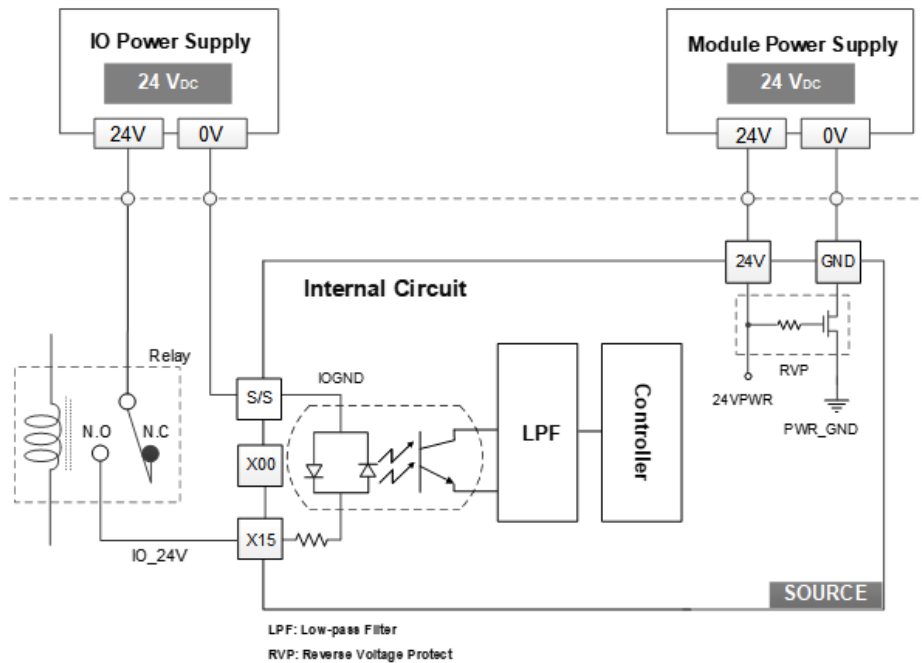 IO Power Supply
24 VDC
24V
0V
Module Power Supply
24 VDC
24V
0V
24V
GND
Internal Circuit
RVP
24VPWR
PWR_GND
Relay
N.O
N.C
IO_24V
S/S
IOGND
X00
X15
LPF
Controller
SOURCE
LPF: Low-pass Filter
RVP: Reverse Voltage Protect